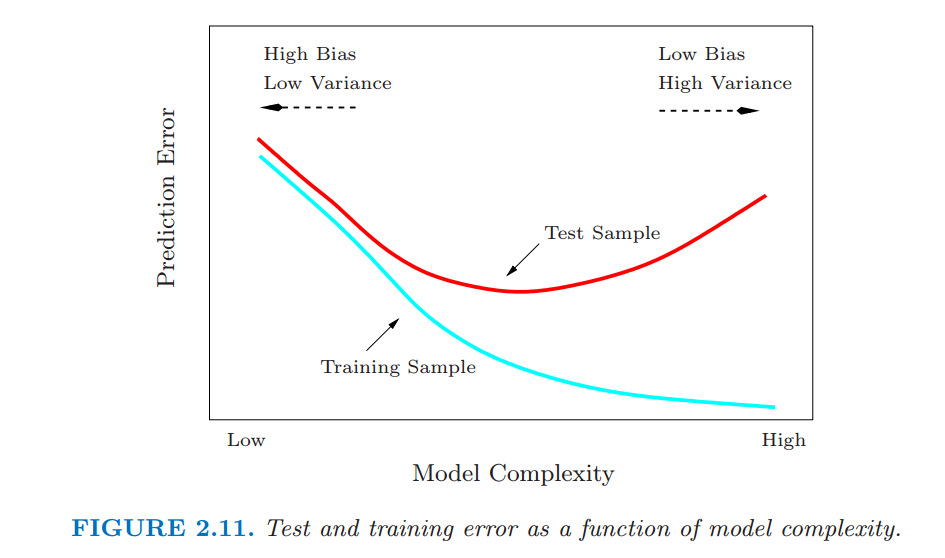 High Bias
Low Variance
Low Bias
High Variance
Prediction Error
Test Sample
Training Sample
Low
High
Model Complexity
FIGURE 2.11. Test and training error as a function of model complexity.